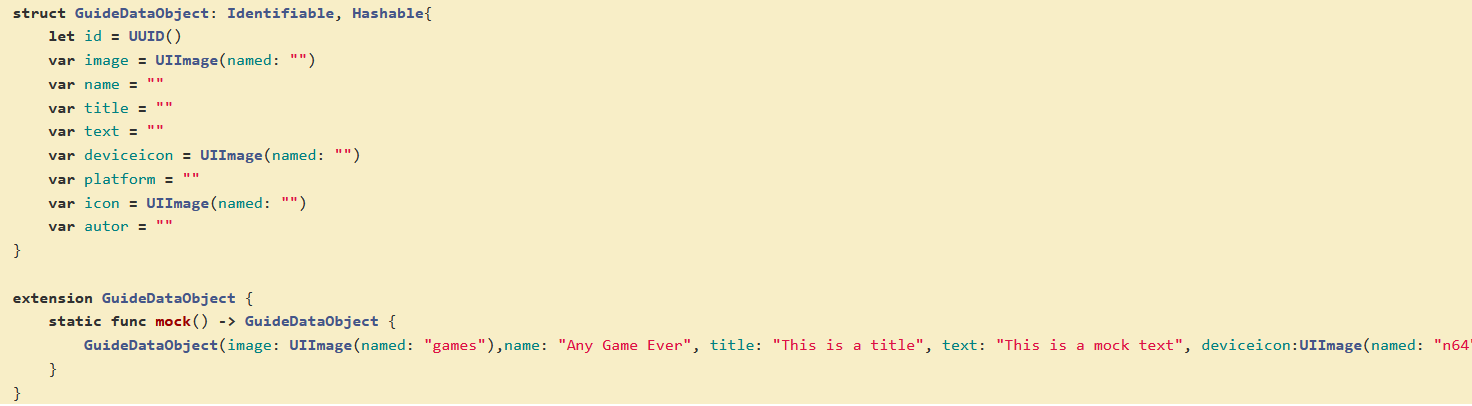 struct GuideDataObject: Identifiable, Hashable{
    let id = UUID()
    var image = UIImage(named: "")
    var name = ""
    var title = ""
    var text = ""
    var deviceicon = UIImage(named: "")
    var platform = ""
    var icon = UIImage(named: "")
    var autor = ""
}
extension GuideDataObject {
    static func mock() -> GuideDataObject {
        GuideDataObject(image: UIImage(named: "games"),name: "Any Game Ever", title: "This is a title", text: "This is a mock text", deviceicon:UIImage(named: "n64"
    }
}